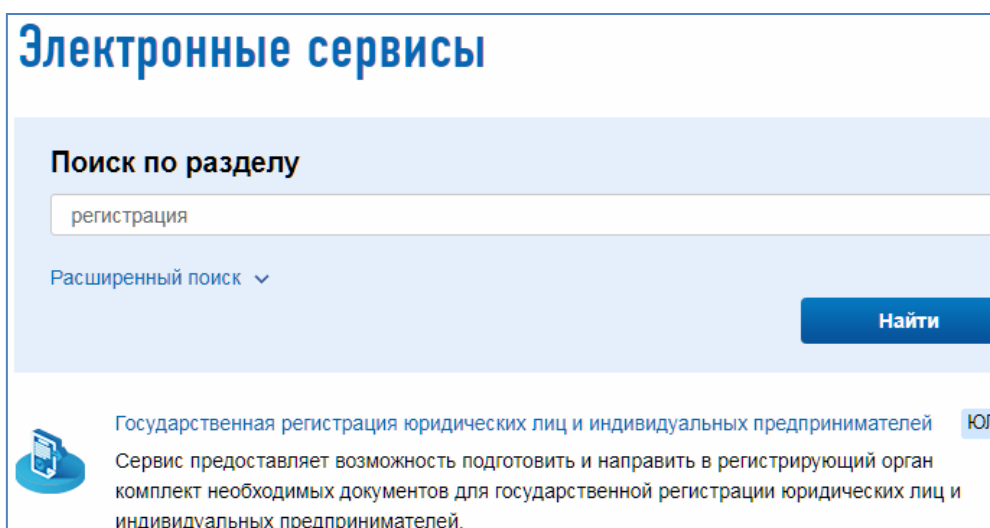 Электронные сервисы
Поиск по разделу
регистрация
Расширенный поиск
Найти
Государственная регистрация юридических лиц и индивидуальных предпринимателей ЮЛ
Сервис предоставляет возможность подготовить и направить в регистрирующий орган
комплект необходимых документов для государственной регистрации юридических лиц и
индивидуальных предпринимателей.